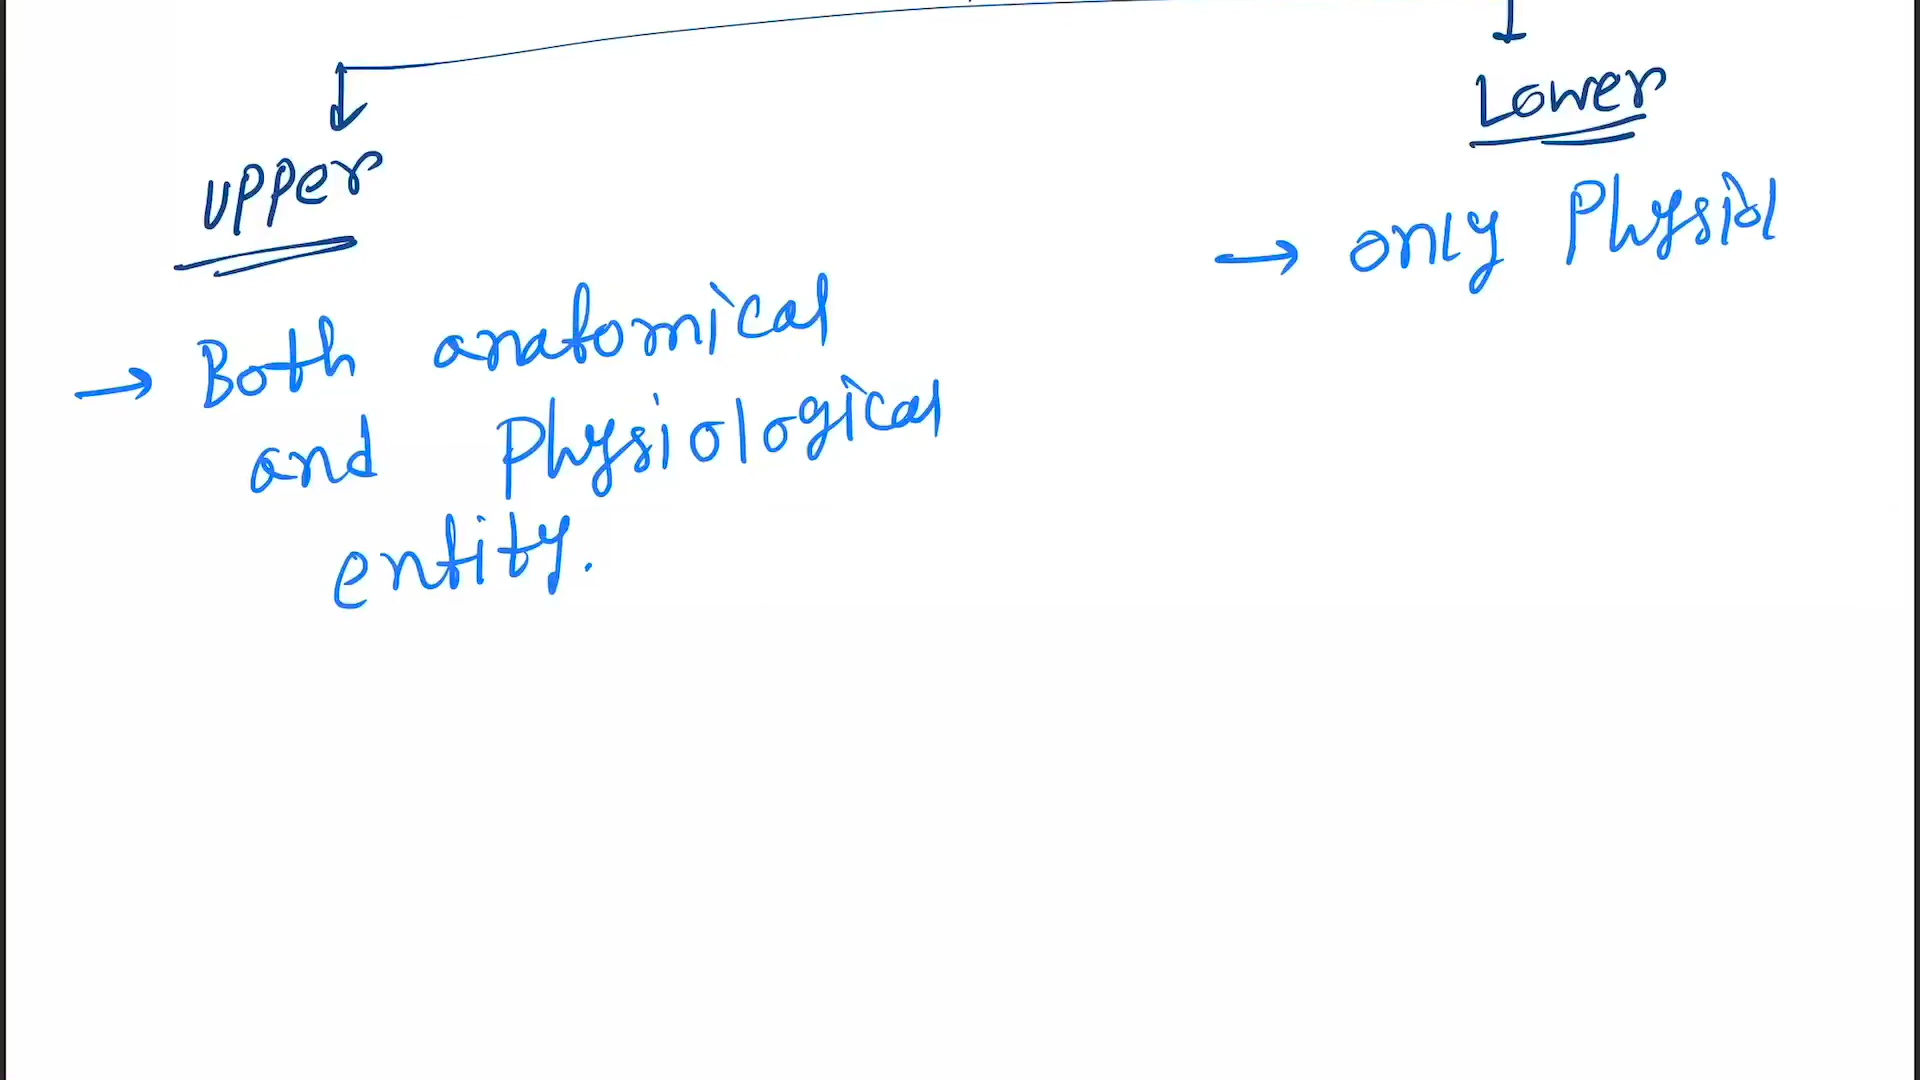 Upper
→ Both anatomical
and Physiological
entity.
Lower
→ only Physiol